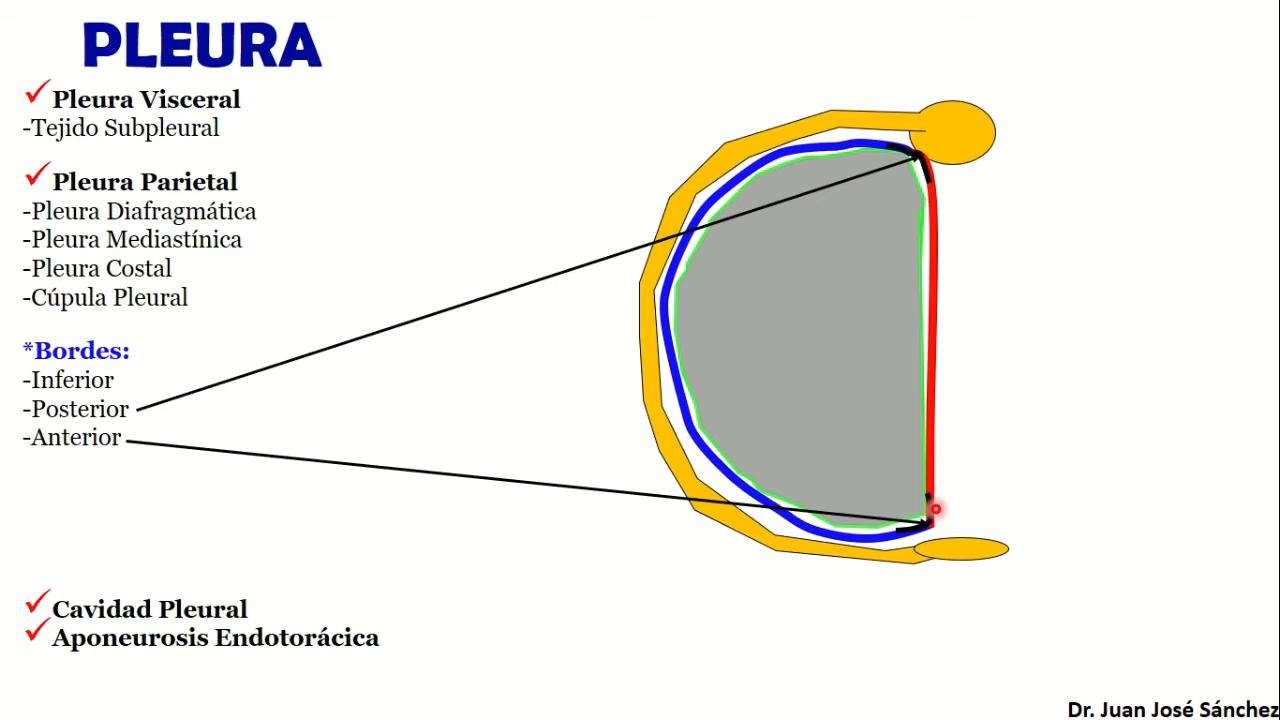 PLEURA
✓Pleura Visceral
-Tejido Subpleural
✓Pleura Parietal
-Pleura Diafragmática
-Pleura Mediastínica
-Pleura Costal
-Cúpula Pleural
*Bordes:
-Inferior
-Posterior
-Anterior
✓Cavidad Pleural
✓Aponeurosis Endotorácica
Dr. Juan José Sánchez